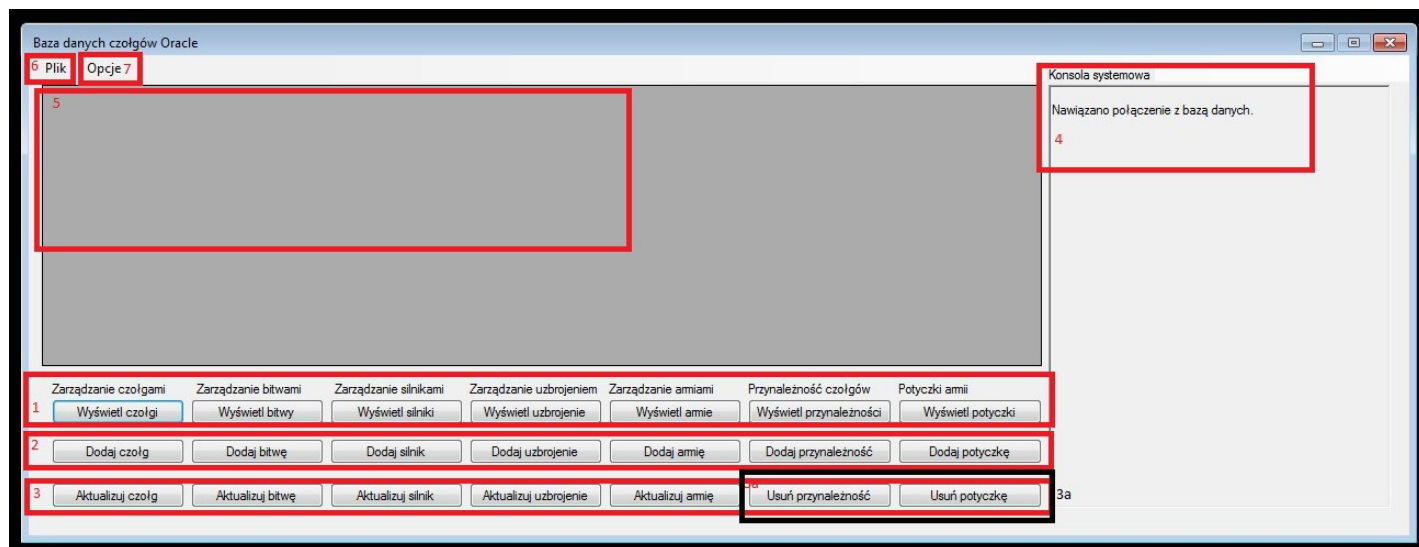 Baza danych czołgów Oracle
6 Plik Opcje 7
Konsola systemowa
5
Nawiązano połączenie z bazą danych.
4
Zarządzanie czołgami Zarządzanie bitwami Zarządzanie silnikami Zarządzanie uzbrojeniem Zarządzanie armiami Przynależność czołgów Potyczki armii
1 Wyświetl czołgi Wyświetl bitwy Wyświetl silniki Wyświetl uzbrojenie Wyświetl armie Wyświetl przynależności Wyświetl potyczki
2 Dodaj czołg Dodaj bitwę Dodaj silnik Dodaj uzbrojenie Dodaj armię Dodaj przynależność Dodaj potyczkę
3 Aktualizuj czołg Aktualizuj bitwę Aktualizuj silnik Aktualizuj uzbrojenie Aktualizuj armię Usuń przynależność Usuń potyczkę 3a